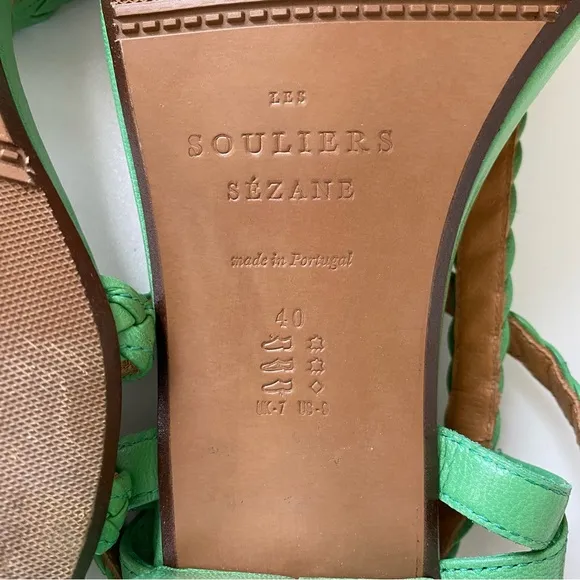 LES
SOULIERS
SÉZANE
made in Portugal
40
UK-7 US-9